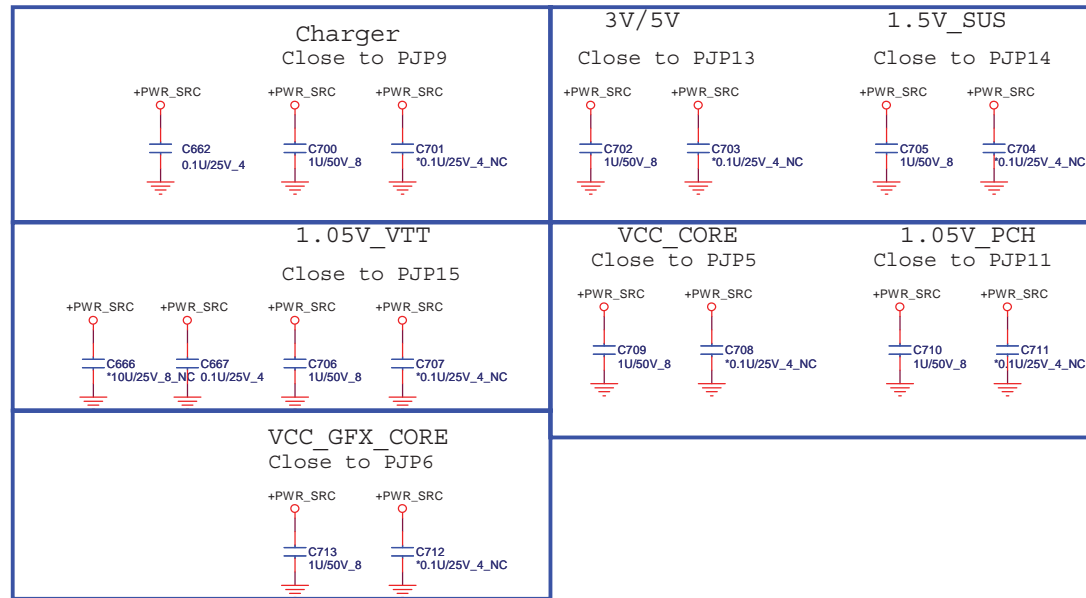 Charger
Close to PJP9
+PWR_SRC
+PWR_SRC
+PWR_SRC
C662
0.1U/25V_4
C700
1U/50V_8
C701
*0.1U/25V_4_NC
3V/5V
Close to PJP13
+PWR_SRC
+PWR_SRC
C702
1U/50V_8
C703
*0.1U/25V_4_NC
1.5V_SUS
Close to PJP14
+PWR_SRC
+PWR_SRC
C705
1U/50V_8
C704
*0.1U/25V_4_NC
1.05V_VTT
Close to PJP15
+PWR_SRC
+PWR_SRC
+PWR_SRC
+PWR_SRC
C666
*10U/25V_8_NC
C667
0.1U/25V_4
C706
1U/50V_8
C707
*0.1U/25V_4_NC
VCC_CORE
Close to PJP5
+PWR_SRC
+PWR_SRC
C709
1U/50V_8
C708
*0.1U/25V_4_NC
1.05V_PCH
Close to PJP11
+PWR_SRC
+PWR_SRC
C710
1U/50V_8
C711
*0.1U/25V_4_NC
VCC_GFX_CORE
Close to PJP6
+PWR_SRC
+PWR_SRC
C713
1U/50V_8
C712
*0.1U/25V_4_NC